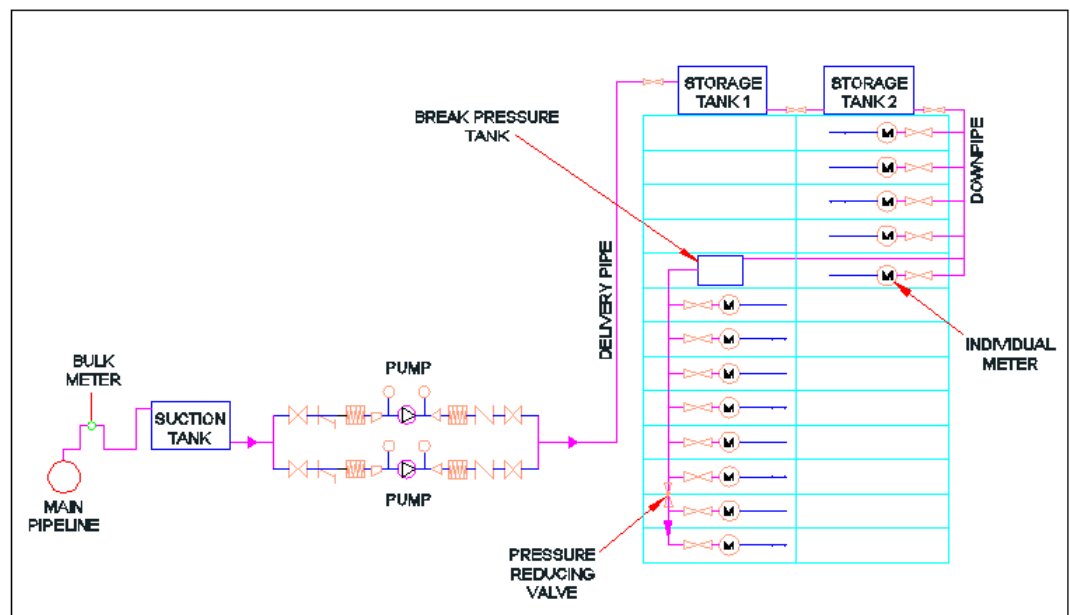 STORAGE
TANK 1
STORAGE
TANK 2
BREAK PRESSURE
TANK
DOWNPIPE
M
M
M
M
M
DELIVERY PIPE
M
M
M
M
M
M
M
M
INDIVIDUAL
METER
BULK
METER
PUMP
SUCTION
TANK
PUMP
MAIN
PIPELINE
PRESSURE
REDUCING
VALVE